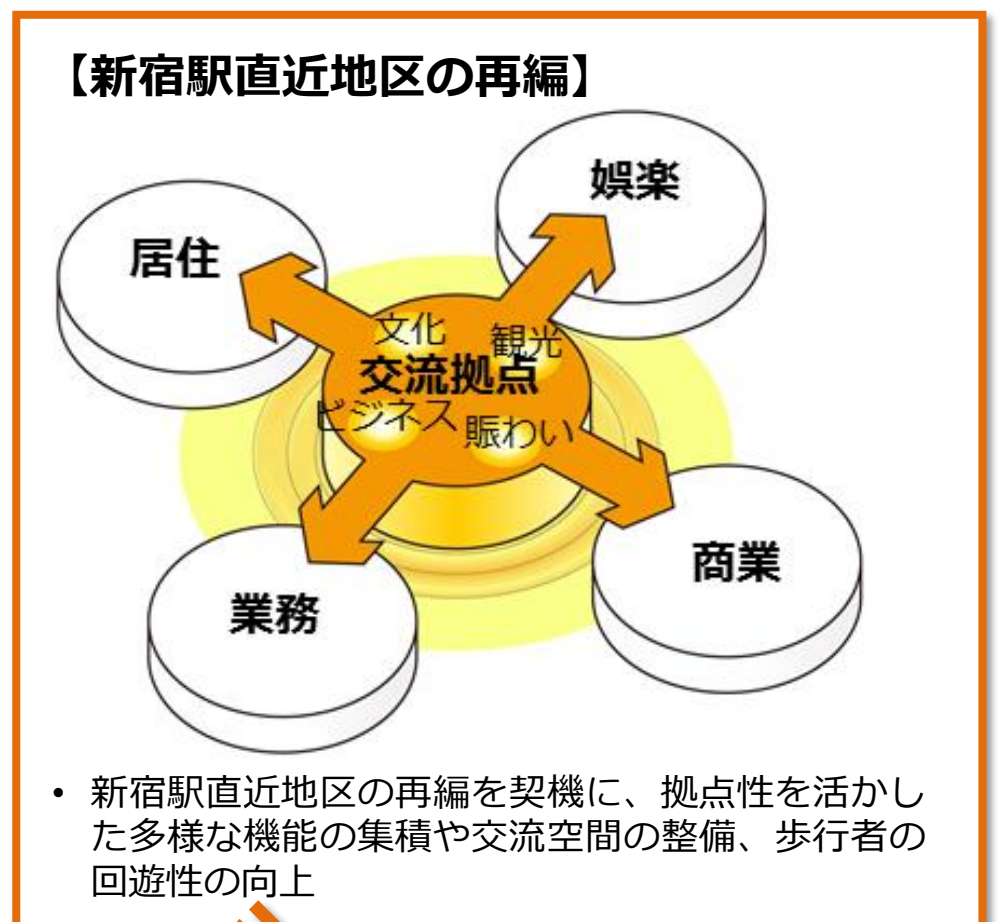 【新宿駅直近地区の再編】
娯楽
居住
文化
観光
交流拠点
ビジネス
賑わい
商業
業務
• 新宿駅直近地区の再編を契機に、拠点性を活かし
た多様な機能の集積や交流空間の整備、歩行者の
回遊性の向上